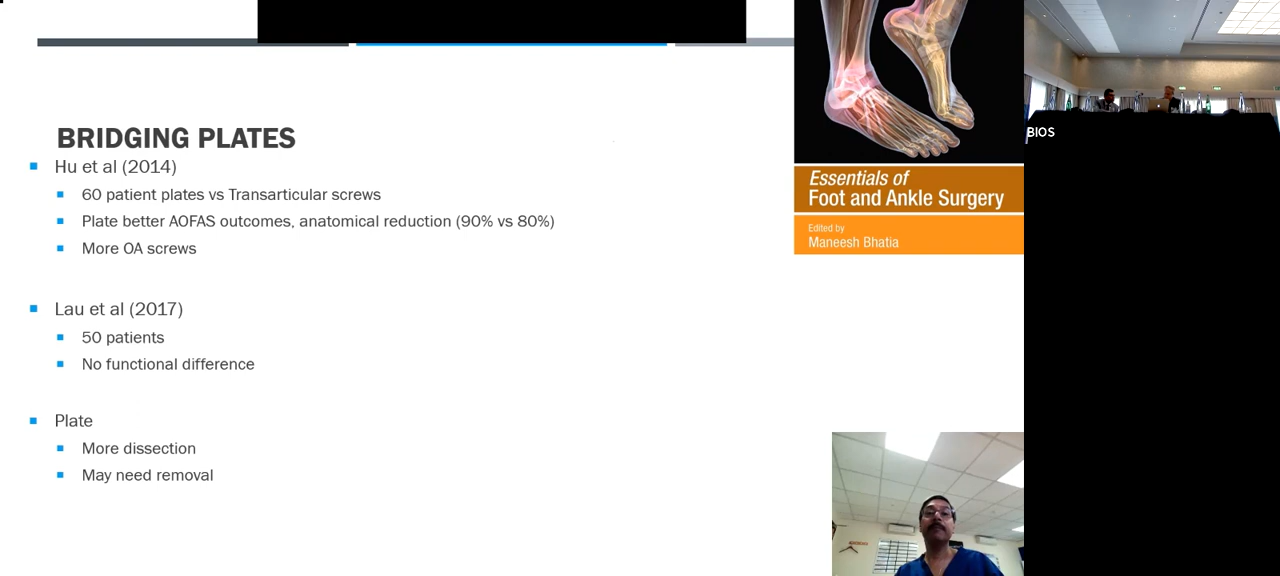 BRIDGING PLATES
Hu et al (2014)
60 patient plates vs Transarticular screws
Plate better AOFAS outcomes, anatomical reduction (90% vs 80%)
More OA screws
Lau et al (2017)
50 patients
No functional difference
Plate
More dissection
May need removal
Essentials of
Foot and Ankle Surgery
Edited by
Maneesh Bhatia
BIOS